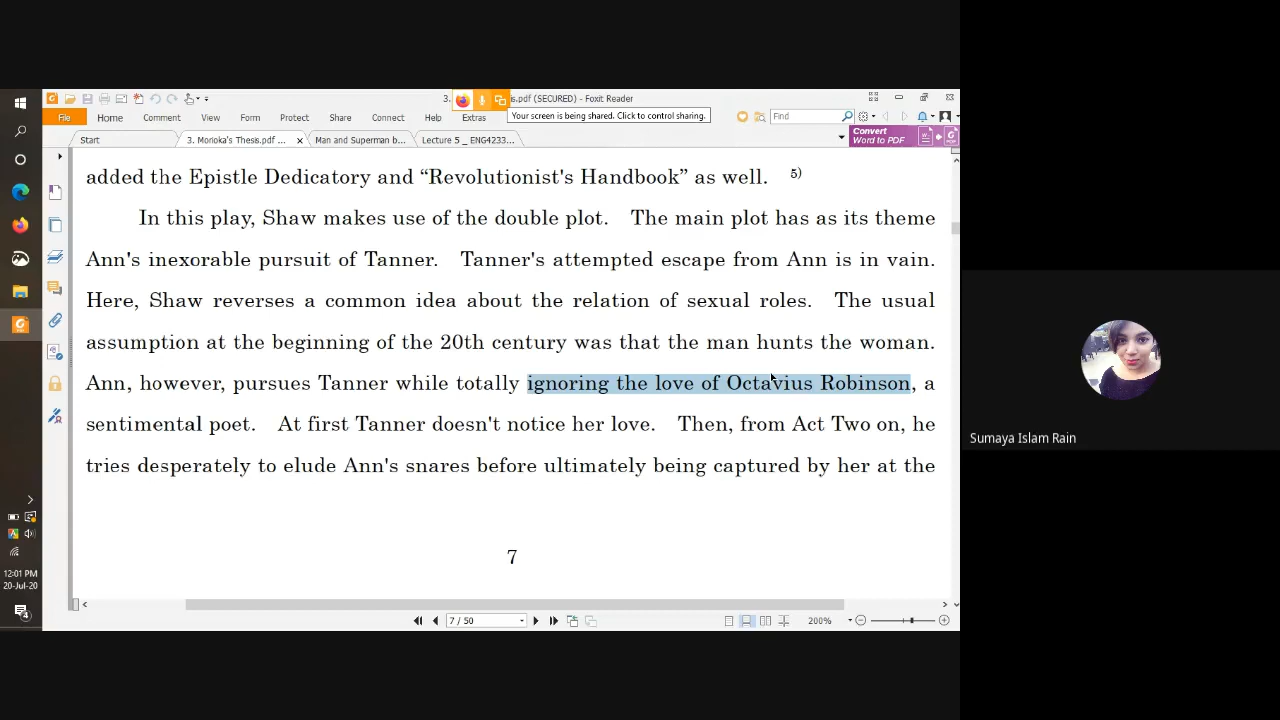 3. is.pdf (SECURED) - Foxit Reader
Your screen is being shared. Click to control sharing.
File Home Comment View Form Protect Share Connect Help Extras
Find
Convert
Word to PDF
Start 3. Morioka's Thesis.pdf ... Man and Superman b... Lecture 5 _ ENG4233...
added the Epistle Dedicatory and “Revolutionist's Handbook” as well. 5)
In this play, Shaw makes use of the double plot. The main plot has as its theme
Ann's inexorable pursuit of Tanner. Tanner's attempted escape from Ann is in vain.
Here, Shaw reverses a common idea about the relation of sexual roles. The usual
assumption at the beginning of the 20th century was that the man hunts the woman.
Ann, however, pursues Tanner while totally ignoring the love of Octavius Robinson, a
sentimental poet. At first Tanner doesn't notice her love. Then, from Act Two on, he
tries desperately to elude Ann's snares before ultimately being captured by her at the
7
7 / 50
200%
12:01 PM
20-Jul-20
4
Sumaya Islam Rain